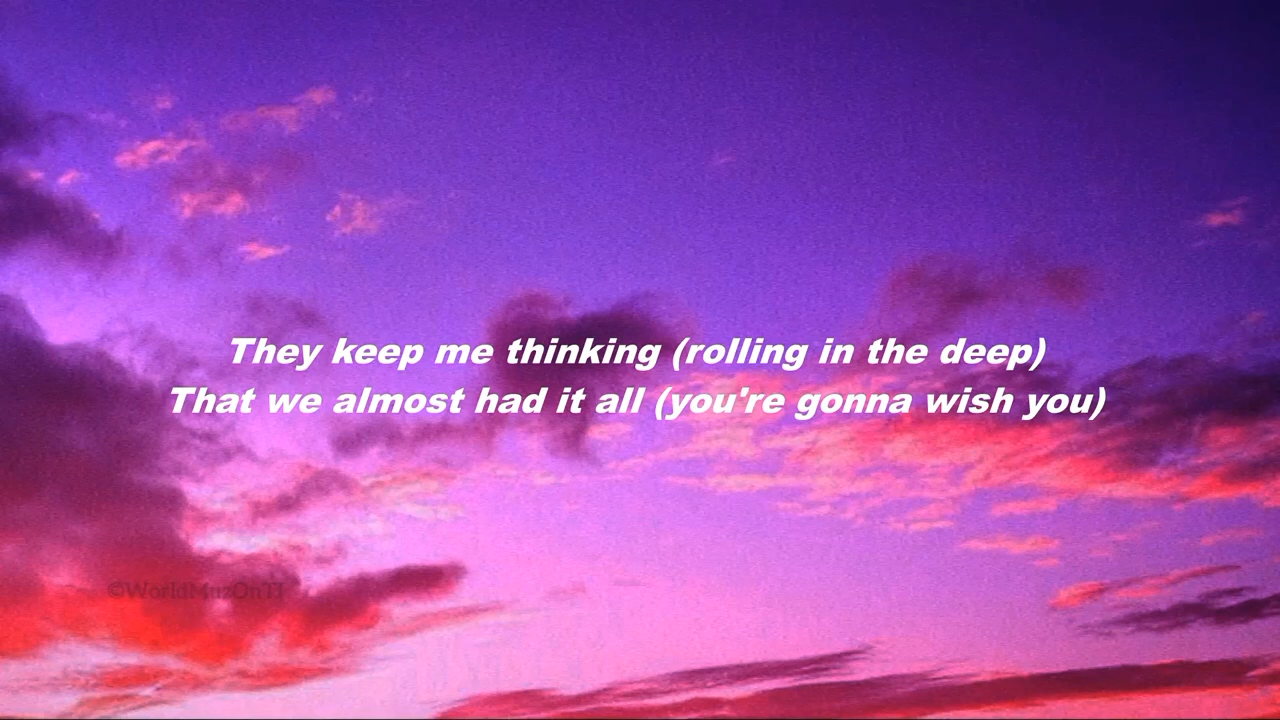 They keep me thinking (rolling in the deep)
That we almost had it all (you're gonna wish you)
©WorldMuzOnTJ